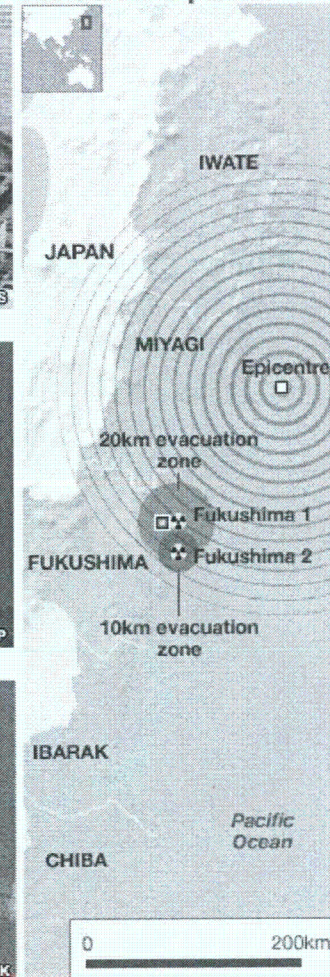 IWATE
JAPAN
S
MIYAGI
Epicentre
20km evacuation
zone
Fukushima 1
FUKUSHIMA
Fukushima 2
P
10km evacuation
zone
IBARAK
Pacific
Ocean
CHIBA
0 200km
K